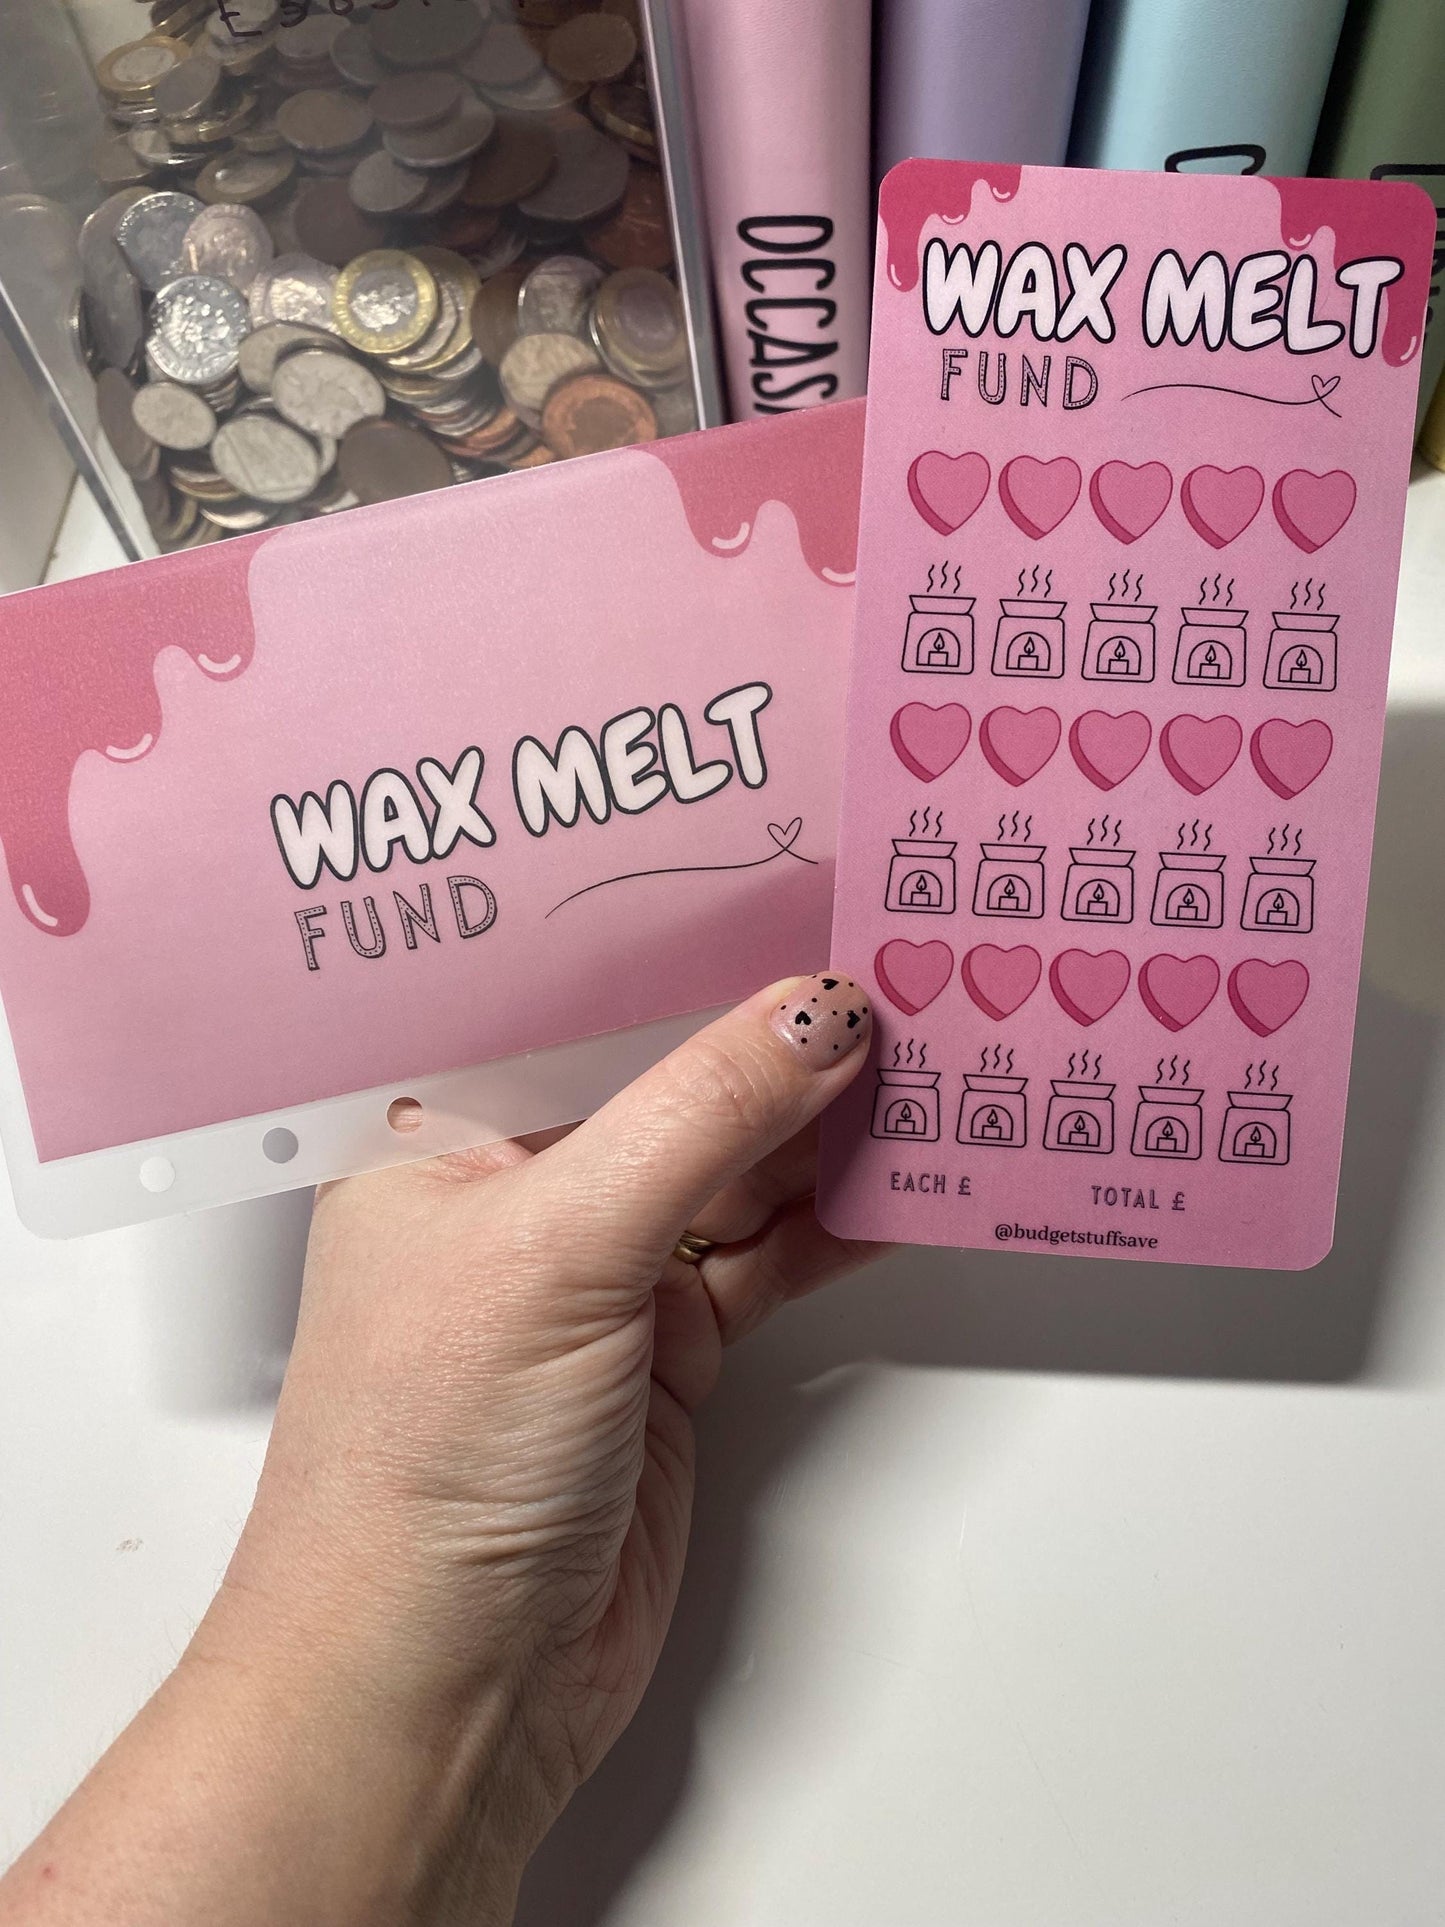 OCCAS
WAX MELT
FUND
WAX MELT
FUND
EACH £
TOTAL £
@budgetstuffsave